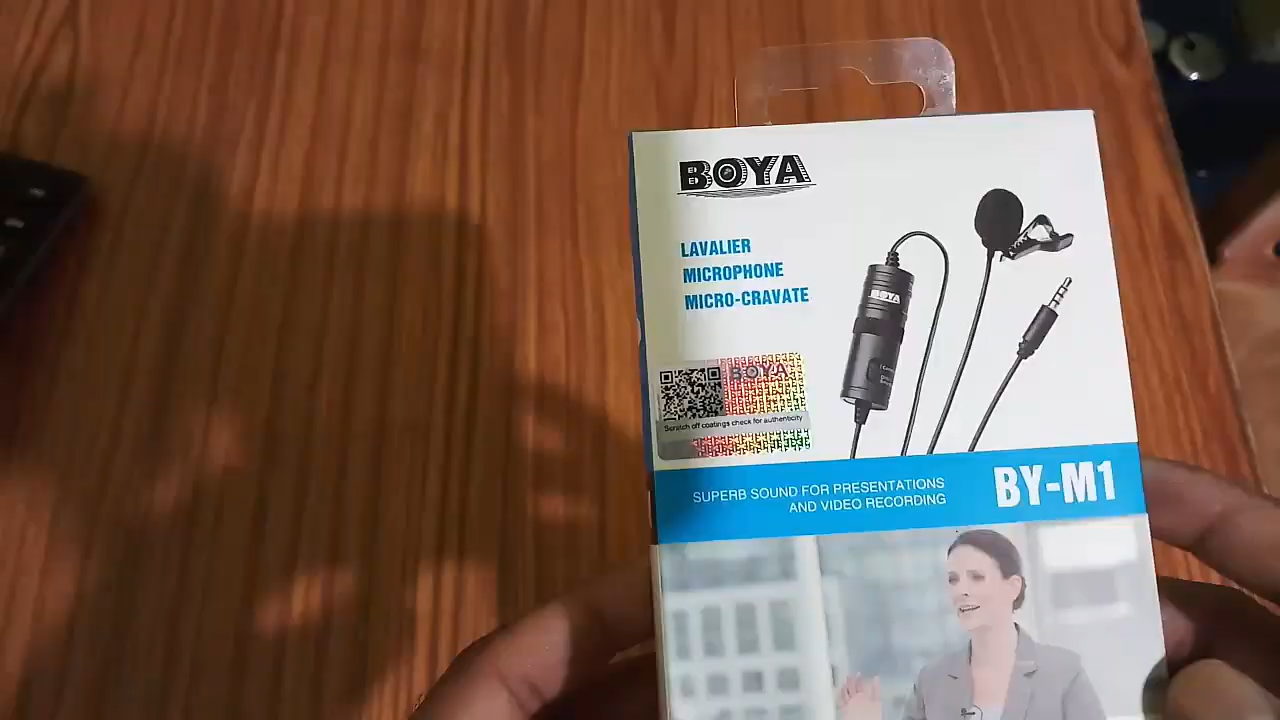 BOYA
LAVALIER
MICROPHONE
MICRO-CRAVATE
BOYA
BOYA
Scratch off coatings check for authenticity
SUPERB SOUND FOR PRESENTATIONS
AND VIDEO RECORDING
BY-M1